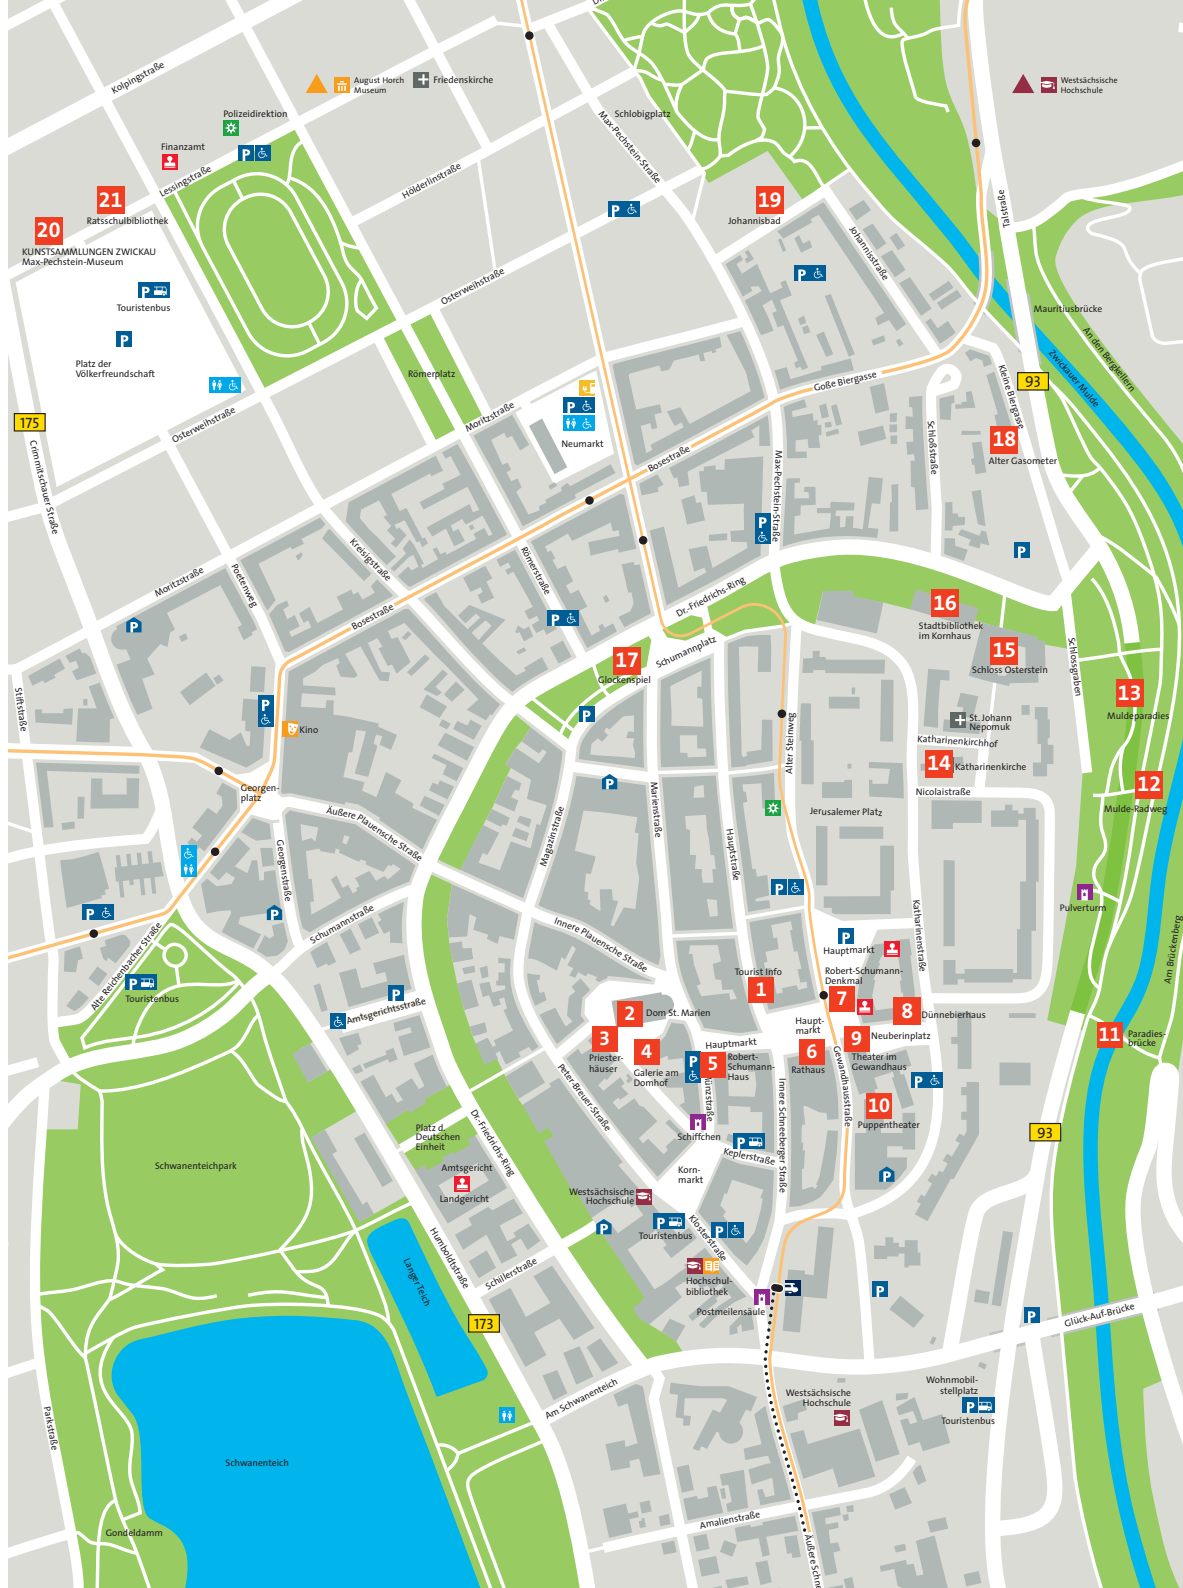 Kolpingstraße
August Horch
Museum
Friedenskirche
Westsächsische
Hochschule
Polizeidirektion
Schlobigplatz
Max-Pechstein-Straße
Finanzamt
P
Lessingstraße
Hölderlinstraße
21
Ratsschulbibliothek
20
KUNSTSAMMLUNGEN ZWICKAU
Max-Pechstein-Museum
P
19
Johannisbad
Talstraße
Johannisstraße
P
Osterweihstraße
P
Touristenbus
P
Platz der
Völkerfreundschaft
Mauritiusbrücke
An den Bergkellern
Zwickauer Mulde
93
Römerplatz
Goße Biergasse
Kleine Biergasse
P
Neumarkt
Moritzstraße
Osterweihstraße
175
Crimmitschauer Straße
Bosestraße
Max-Pechstein-Straße
Schloßstraße
18
Alter Gasometer
P
P
Kreisigstraße
Römerstraße
Moritzstraße
Poetenweg
Bosestraße
P
P
Dr.-Friedrichs-Ring
16
Stadtbibliothek
im Kornhaus
15
Schloss Osterstein
Schlossgraben
17
Glockenspiel
Schumannplatz
13
Muldeparadies
Stiftstraße
P
Kino
P
Alter Steinweg
St. Johann
Nepomuk
Katharinenkirchhof
14
Katharinenkirche
Nicolaistraße
12
Mulde-Radweg
Georgen-
platz
P
Äußere Plauensche Straße
Magazinstraße
Marienstraße
Hauptstraße
Jerusalemer Platz
Georgenstraße
P
P
P
Schumannstraße
Pulverturm
Katharinenstraße
Am Brückenberg
Alte Reichenbacher Straße
Innere Plauensche Straße
P
Hauptmarkt
P
Touristenbus
P
Amtsgerichtsstraße
Tourist Info
1
Robert-Schumann-
Denkmal
7
8
Dünnebierhaus
2
Dom St. Marien
Haupt-
markt
9
Neuberinplatz
Theater im
Gewandhaus
11
Paradies-
brücke
3
Priester-
häuser
4
Galerie am
Domhof
Hauptmarkt
P
5
Robert-
Schumann-
Haus
6
Rathaus
P
Peter-Breuer-Straße
Münzstraße
Innere Schneeberger Straße
Gewandhausstraße
10
Puppentheater
93
Platz d.
Deutschen
Einheit
Dr.-Friedrichs-Ring
Schiffchen
P
Keplerstraße
Schwanenteichpark
Amtsgericht
Landgericht
Korn-
markt
P
Westsächsische
Hochschule
P
Touristenbus
P
Klosterstraße
P
Humboldtstraße
Langer Teich
Schillerstraße
Hochschul-
bibliothek
Postmeilensäule
P
P
Glück-Auf-Brücke
173
Am Schwanenteich
Westsächsische
Hochschule
Wohnmobil-
stellplatz
P
Touristenbus
Parkstraße
Schwanenteich
Gondeldamm
Amalienstraße
Äußere Schne